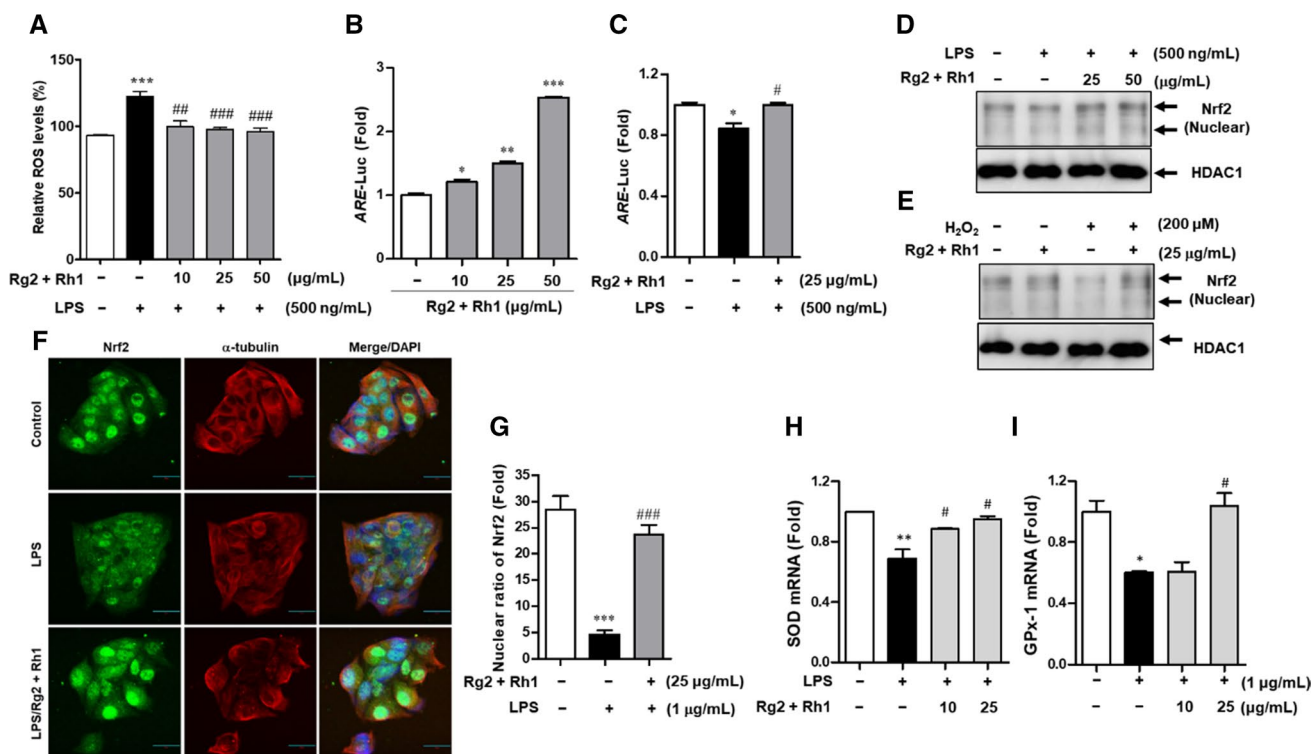 A
Relative ROS levels (%)
150
100
50
0
***
##
###
###
Rg2 + Rh1 – – 10 25 50 (μg/mL)
LPS – + + + + (500 ng/mL)
B
ARE-Luc (Fold)
3
2
1
0
*
**
***
– 10 25 50
Rg2 + Rh1 (μg/mL)
C
ARE-Luc (Fold)
1.2
0.8
0.4
0.0
*
#
Rg2 + Rh1 – – + (25 μg/mL)
LPS – + + (500 ng/mL)
D
LPS – + + + (500 ng/mL)
Rg2 + Rh1 – – 25 50 (μg/mL)
Nrf2
(Nuclear)
HDAC1
E
H2O2 – – + + (200 μM)
Rg2 + Rh1 – + – + (25 μg/mL)
Nrf2
(Nuclear)
HDAC1
F
Nrf2 α-tubulin Merge/DAPI
Control
LPS
LPS/Rg2 + Rh1
G
Nuclear ratio of Nrf2 (Fold)
35
30
25
20
15
10
5
0
***
###
Rg2 + Rh1 – – + (25 μg/mL)
LPS – + + (1 μg/mL)
H
SOD mRNA (Fold)
1.2
0.8
0.4
0.0
**
#
#
LPS – + + +
Rg2 + Rh1 – – 10 25
I
GPx-1 mRNA (Fold)
1.2
0.8
0.4
0.0
*
#
– + + + (1 μg/mL)
– – 10 25 (μg/mL)